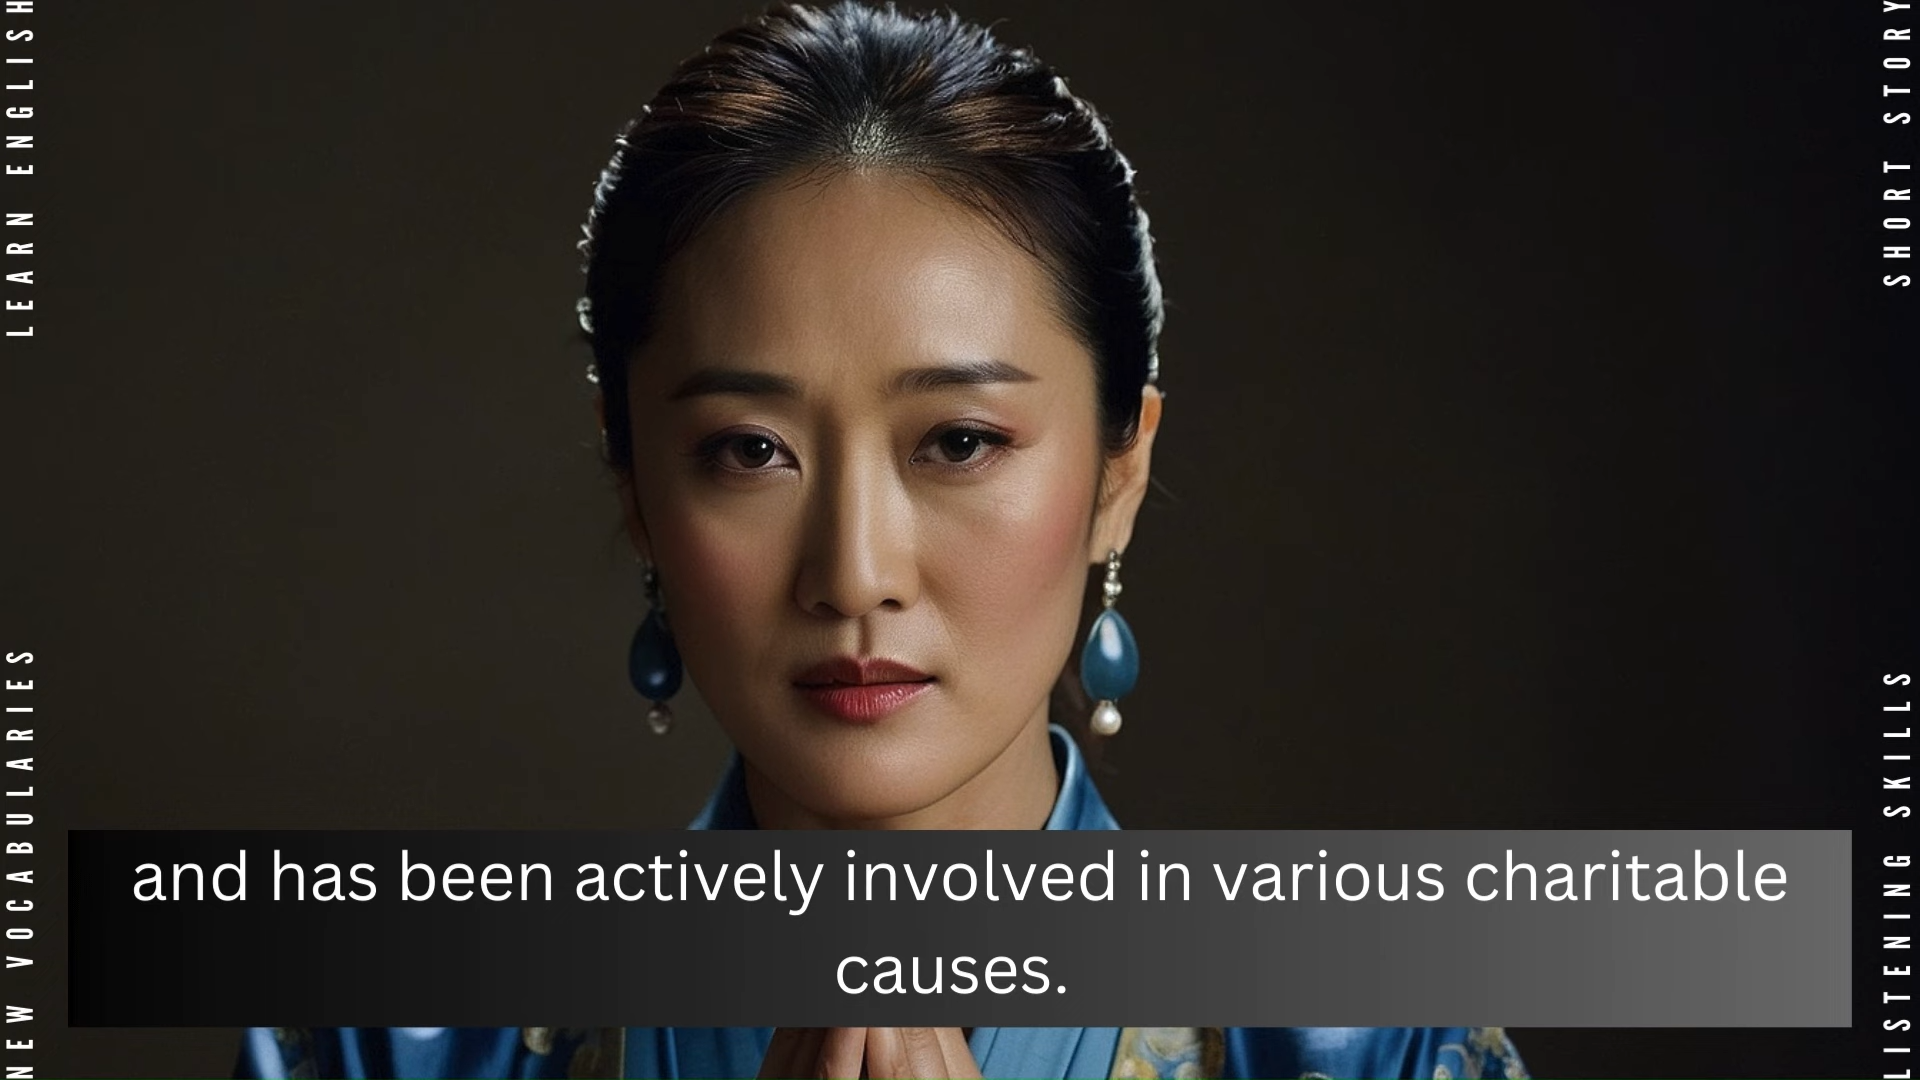 LEARN ENGLISH
SHORT STORY
NEW VOCABULARIES
LISTENING SKILLS
and has been actively involved in various charitable
causes.